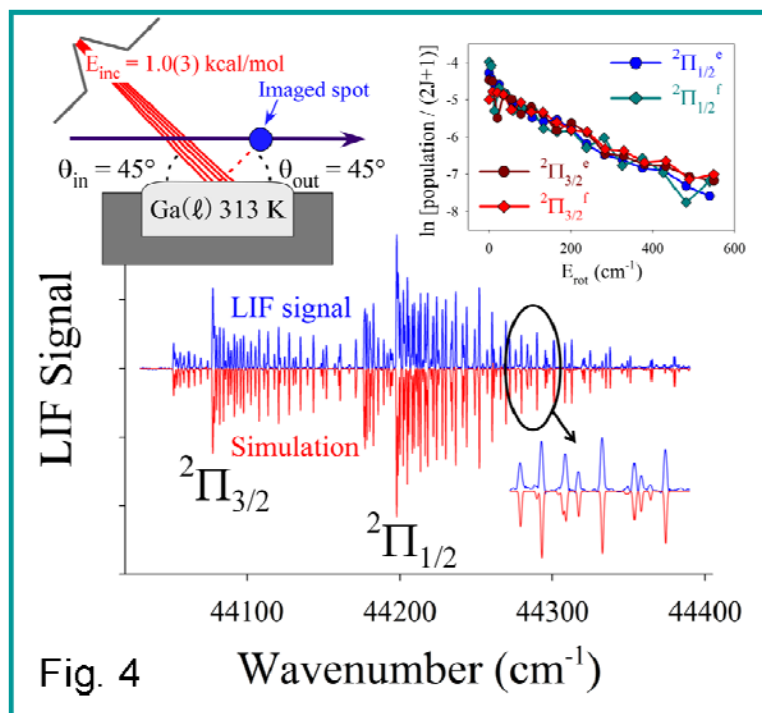 E_inc = 1.0(3) kcal/mol
Imaged spot
θ_in = 45°
θ_out = 45°
Ga(ℓ) 313 K
ln [population / (2J+1)]
-4
-5
-6
-7
-8
²Π_1/2^e
²Π_1/2^f
²Π_3/2^e
²Π_3/2^f
0
200
400
600
E_rot (cm⁻¹)
LIF Signal
LIF signal
Simulation
²Π_3/2
²Π_1/2
44100
44200
44300
44400
Wavenumber (cm⁻¹)
Fig. 4